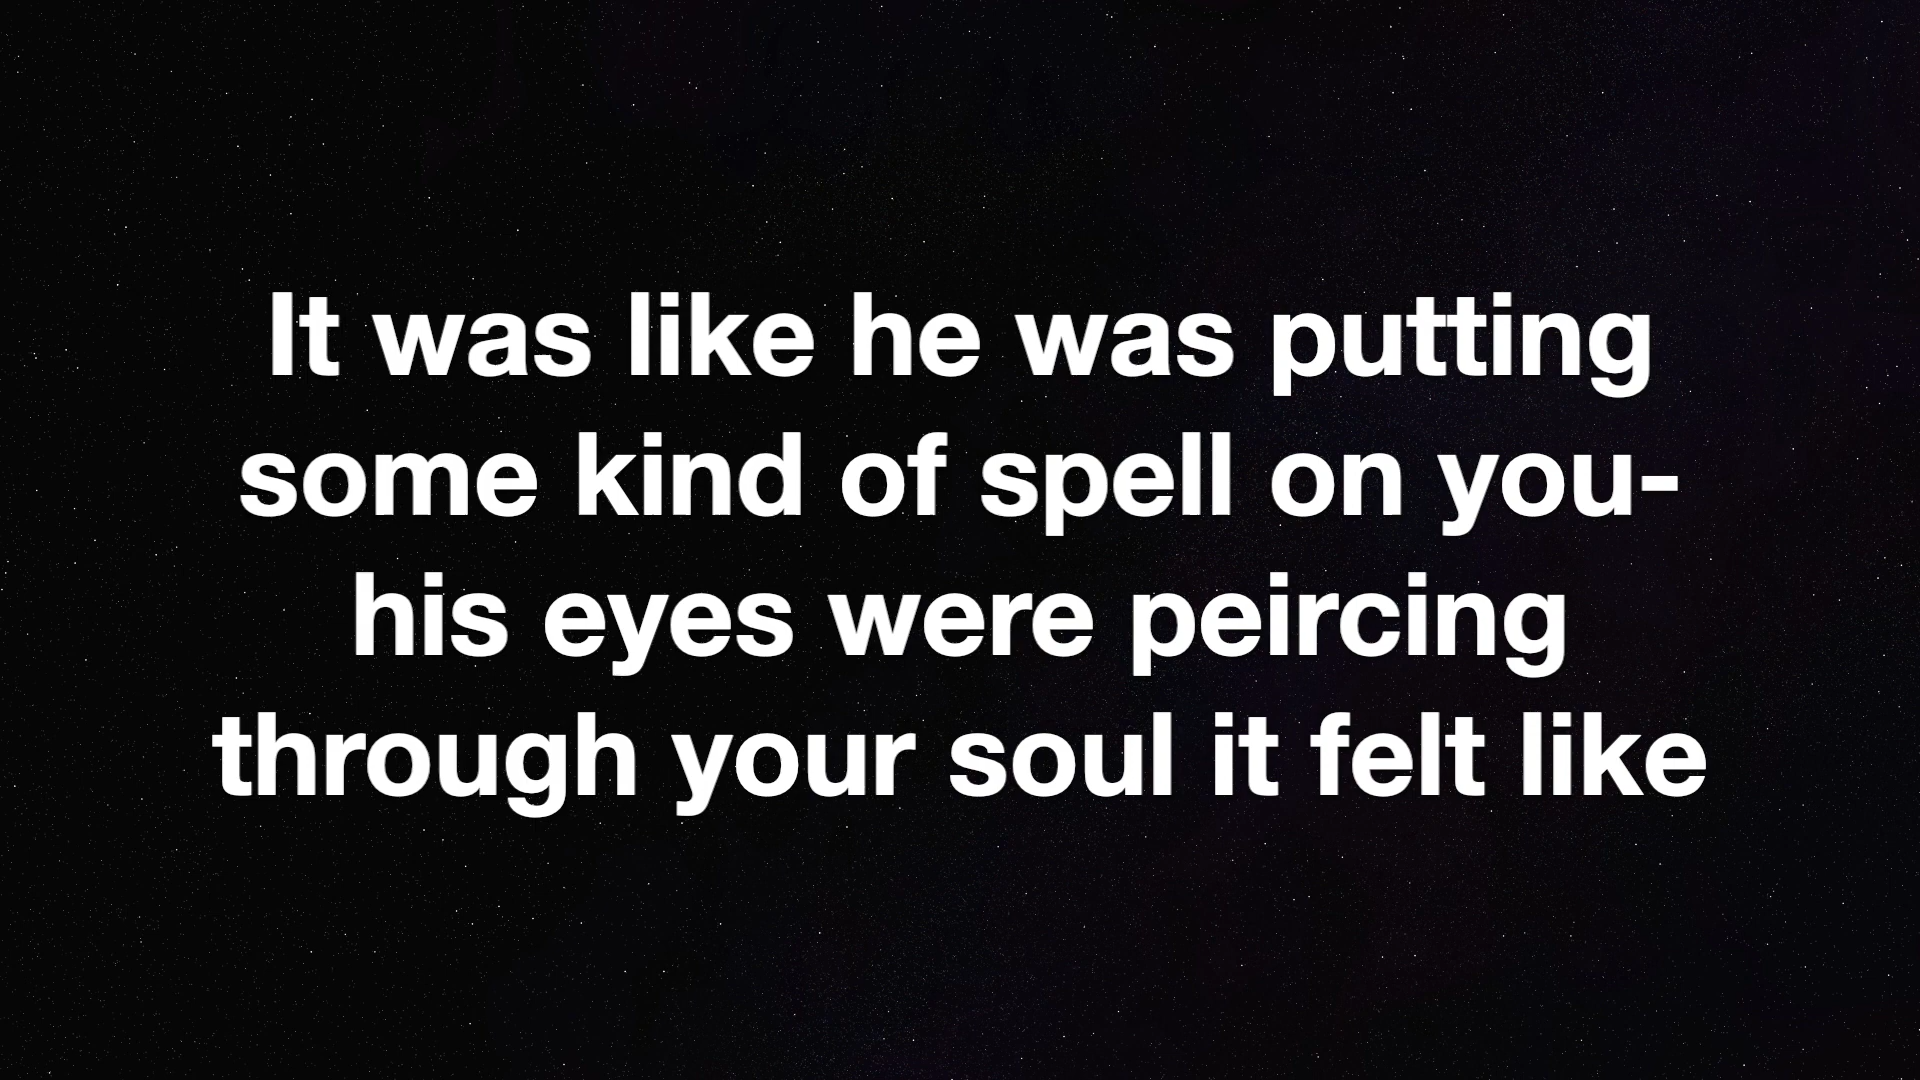 It was like he was putting
some kind of spell on you-
his eyes were peircing
through your soul it felt like